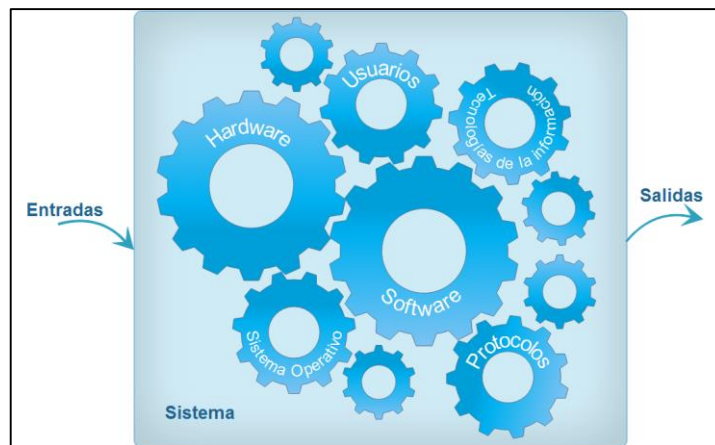 Usuarios
Hardware
Tecnologías de la información
Entradas
Salidas
Software
Sistema Operativo
Protocolos
Sistema